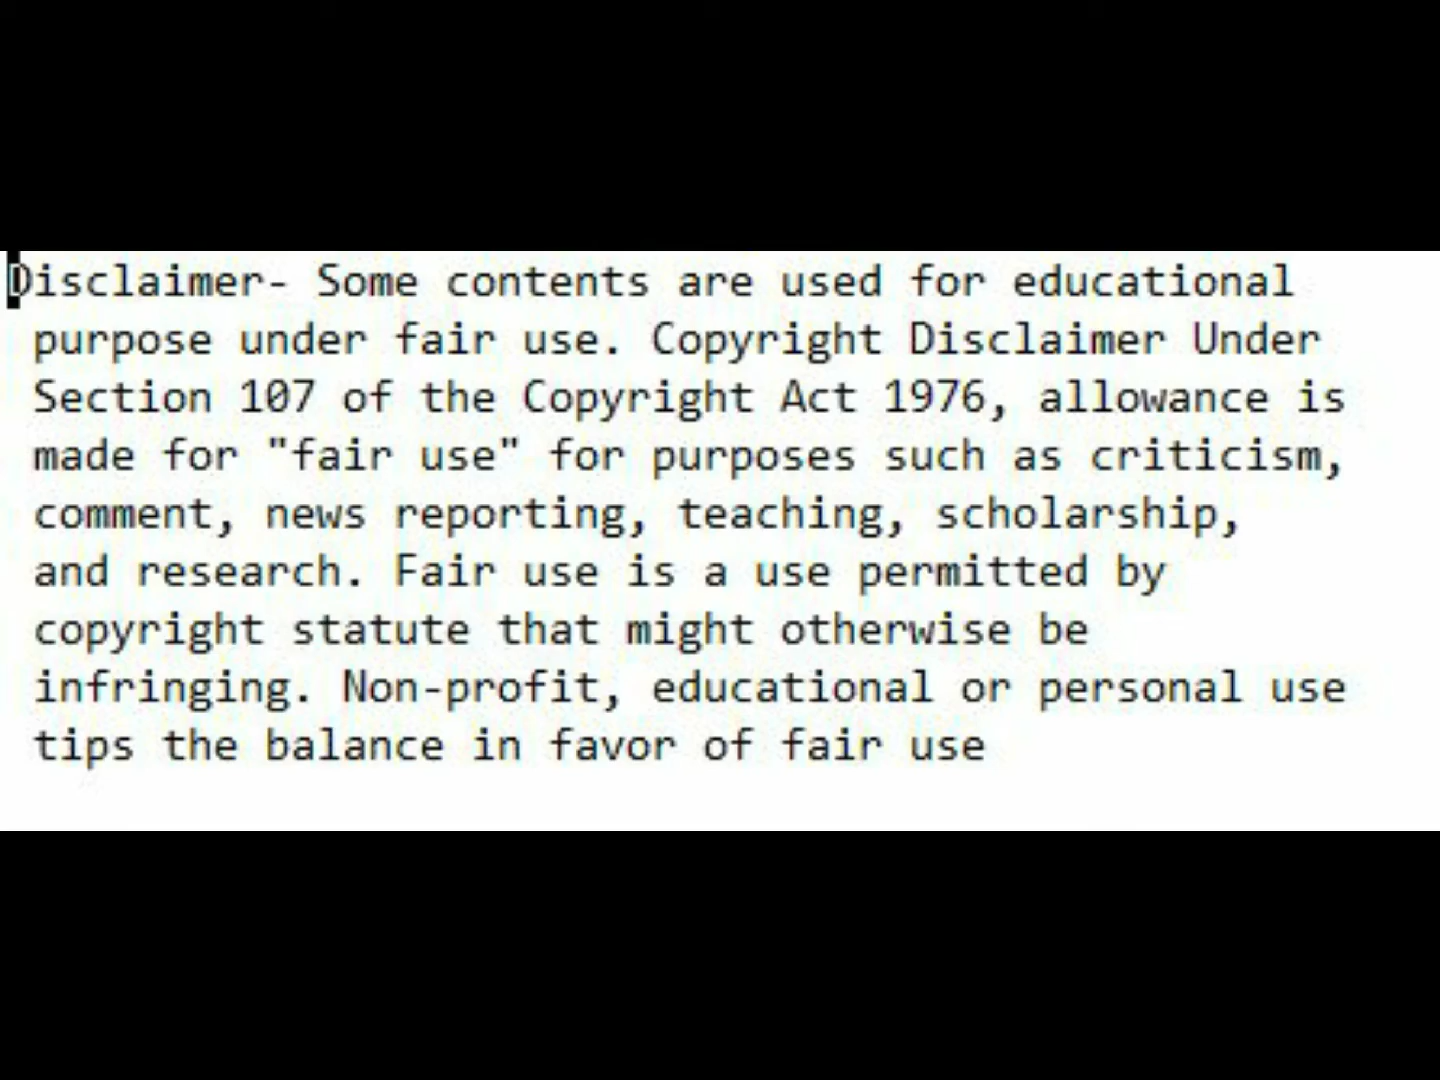 Disclaimer- Some contents are used for educational
purpose under fair use. Copyright Disclaimer Under
Section 107 of the Copyright Act 1976, allowance is
made for "fair use" for purposes such as criticism,
comment, news reporting, teaching, scholarship,
and research. Fair use is a use permitted by
copyright statute that might otherwise be
infringing. Non-profit, educational or personal use
tips the balance in favor of fair use